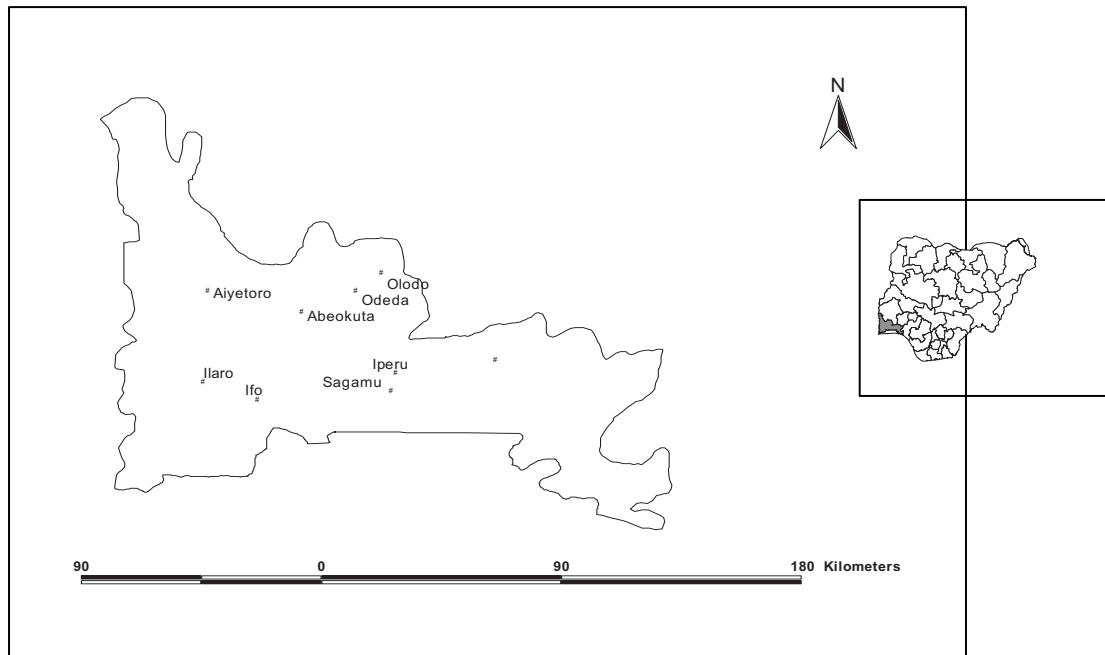 N
Olodo
Aiyetoro
Odeda
Abeokuta
Iperu
Ilaro
Sagamu
Ifo
90 0 90 180 Kilometers